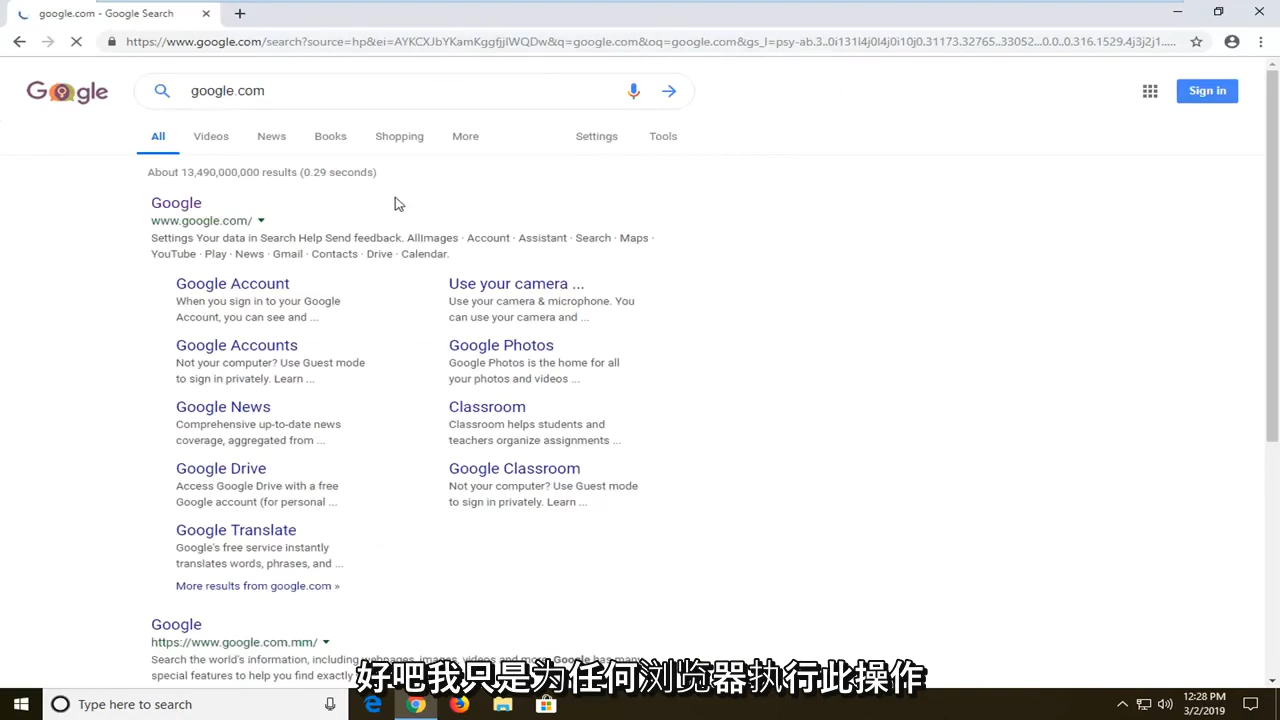 google.com - Google Search
https://www.google.com/search?source=hp&ei=AYKCXJbYKamKggfjjIWQDw&q=google.com&oq=google.com&gs_l=psy-ab.3..0i131l4j0l4j0i10j0.31173.32765..33052...0.0..0.316.1529.4j3j2j1....
Google
google.com
Sign in
All Videos News Books Shopping More Settings Tools
About 13,490,000,000 results (0.29 seconds)
Google
www.google.com/
Settings Your data in Search Help Send feedback. AllImages · Account · Assistant · Search · Maps ·
YouTube · Play · News · Gmail · Contacts · Drive · Calendar.
Google Account
When you sign in to your Google
Account, you can see and ...
Use your camera ...
Use your camera & microphone. You
can use your camera and ...
Google Accounts
Not your computer? Use Guest mode
to sign in privately. Learn ...
Google Photos
Google Photos is the home for all
your photos and videos ...
Google News
Comprehensive up-to-date news
coverage, aggregated from ...
Classroom
Classroom helps students and
teachers organize assignments ...
Google Drive
Access Google Drive with a free
Google account (for personal ...
Google Classroom
Not your computer? Use Guest mode
to sign in privately. Learn ...
Google Translate
Google's free service instantly
translates words, phrases, and ...
More results from google.com »
Google
https://www.google.com.mm/
Search the world's information, including webpages, images, videos and more. Google has many
special features to help you find exactly
好吧我只是为任何浏览器执行此操作
Type here to search
12:28 PM
3/2/2019